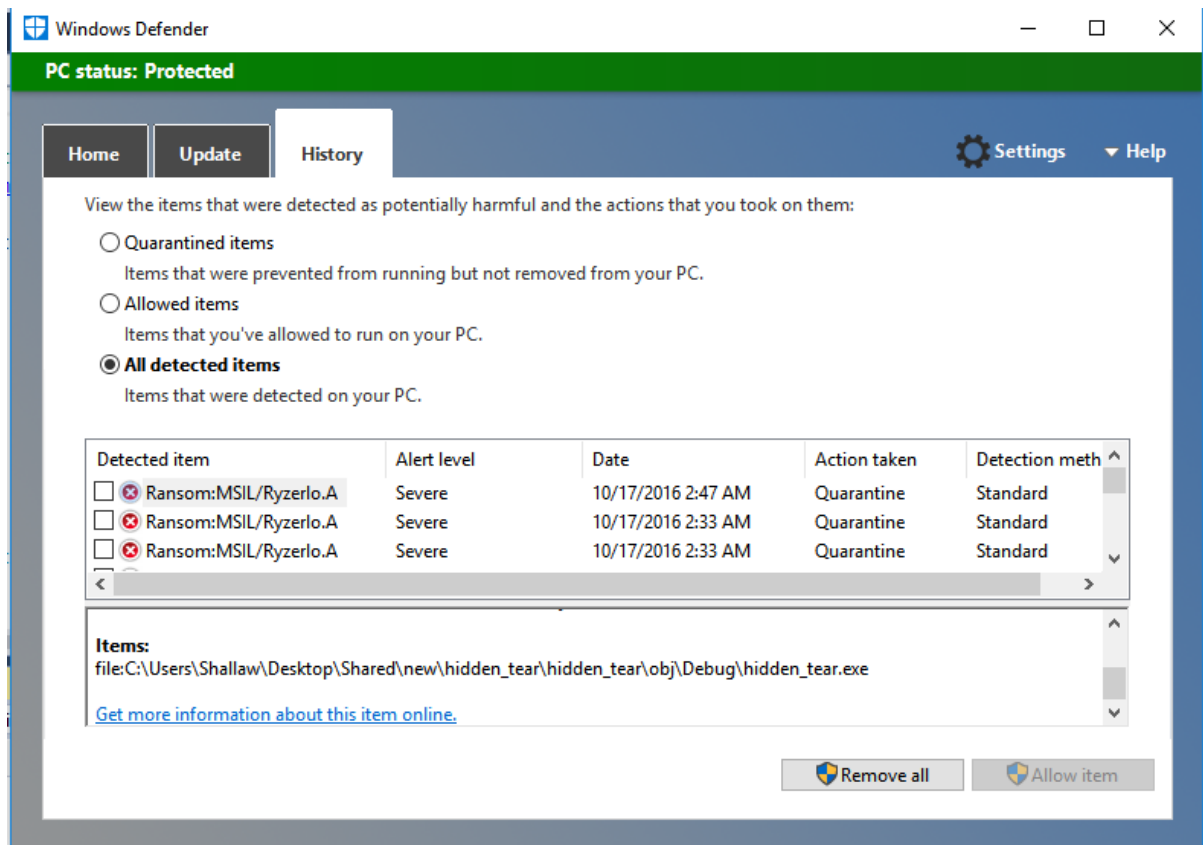 Windows Defender
PC status: Protected
Home Update History Settings Help
View the items that were detected as potentially harmful and the actions that you took on them:
Quarantined items
Items that were prevented from running but not removed from your PC.
Allowed items
Items that you've allowed to run on your PC.
All detected items
Items that were detected on your PC.
Detected item Alert level Date Action taken Detection meth
Ransom:MSIL/Ryzerlo.A Severe 10/17/2016 2:47 AM Quarantine Standard
Ransom:MSIL/Ryzerlo.A Severe 10/17/2016 2:33 AM Quarantine Standard
Ransom:MSIL/Ryzerlo.A Severe 10/17/2016 2:33 AM Quarantine Standard
Items:
file:C:\Users\Shallaw\Desktop\Shared\new\hidden_tear\hidden_tear\obj\Debug\hidden_tear.exe
Get more information about this item online.
Remove all Allow item